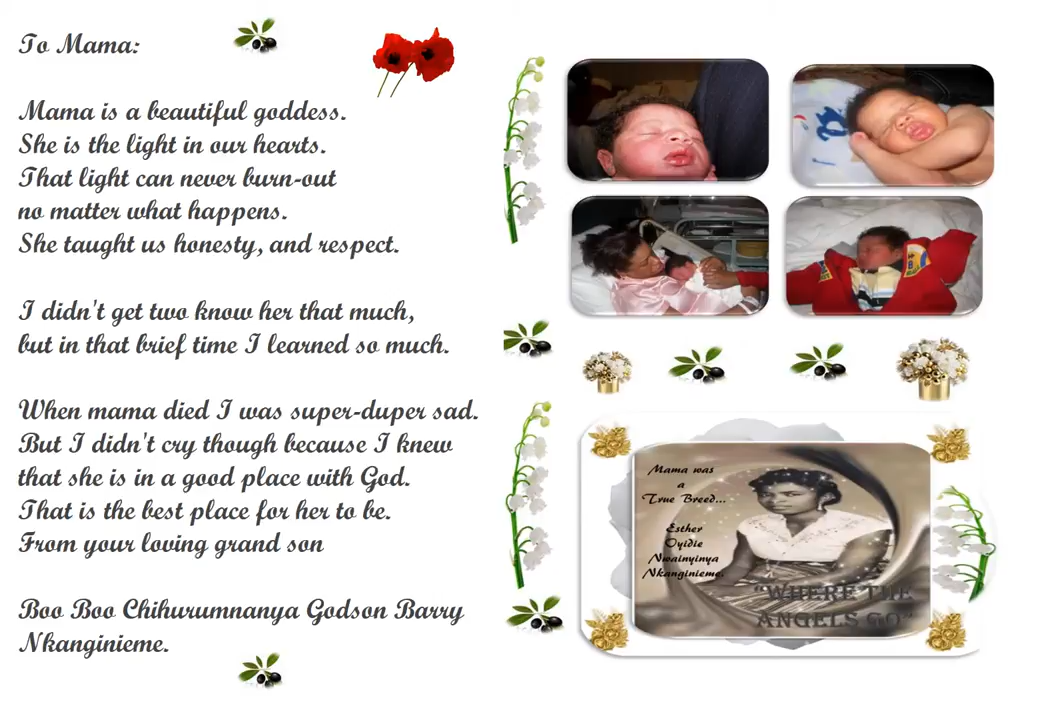 To Mama:
Mama is a beautiful goddess.
She is the light in our hearts.
That light can never burn-out
no matter what happens.
She taught us honesty, and respect.
I didn't get two know her that much,
but in that brief time I learned so much.
When mama died I was super-duper sad.
But I didn't cry though because I knew
that she is in a good place with God.
That is the best place for her to be.
From your loving grand son
Boo Boo Chihurumnanya Godson Barry
Nkanginieme.
Mama was
a
True Breed...
Esther
Oyidie
Nwainyinya
Nkanginieme.
"WHERE THE
ANGELS GO"